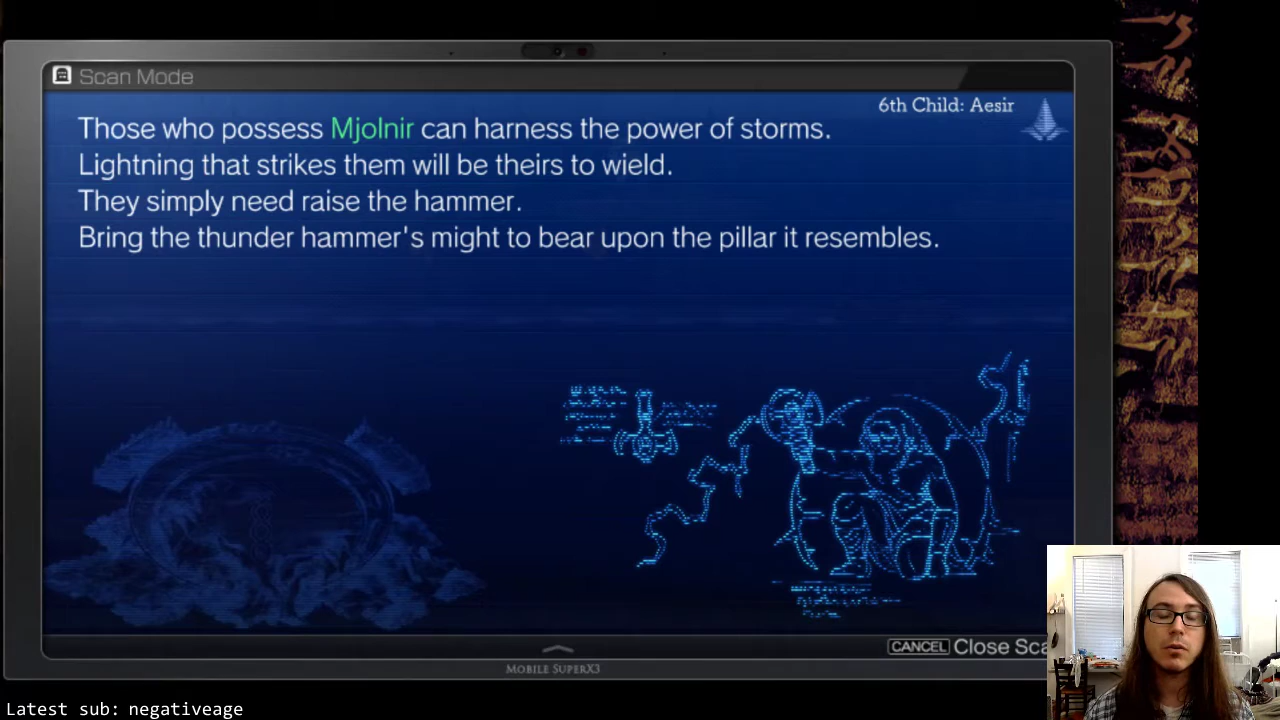 Scan Mode
6th Child: Aesir
Those who possess Mjolnir can harness the power of storms.
Lightning that strikes them will be theirs to wield.
They simply need raise the hammer.
Bring the thunder hammer's might to bear upon the pillar it resembles.
CANCEL Close Sca
MOBILE SUPERX3
Latest sub: negativeage